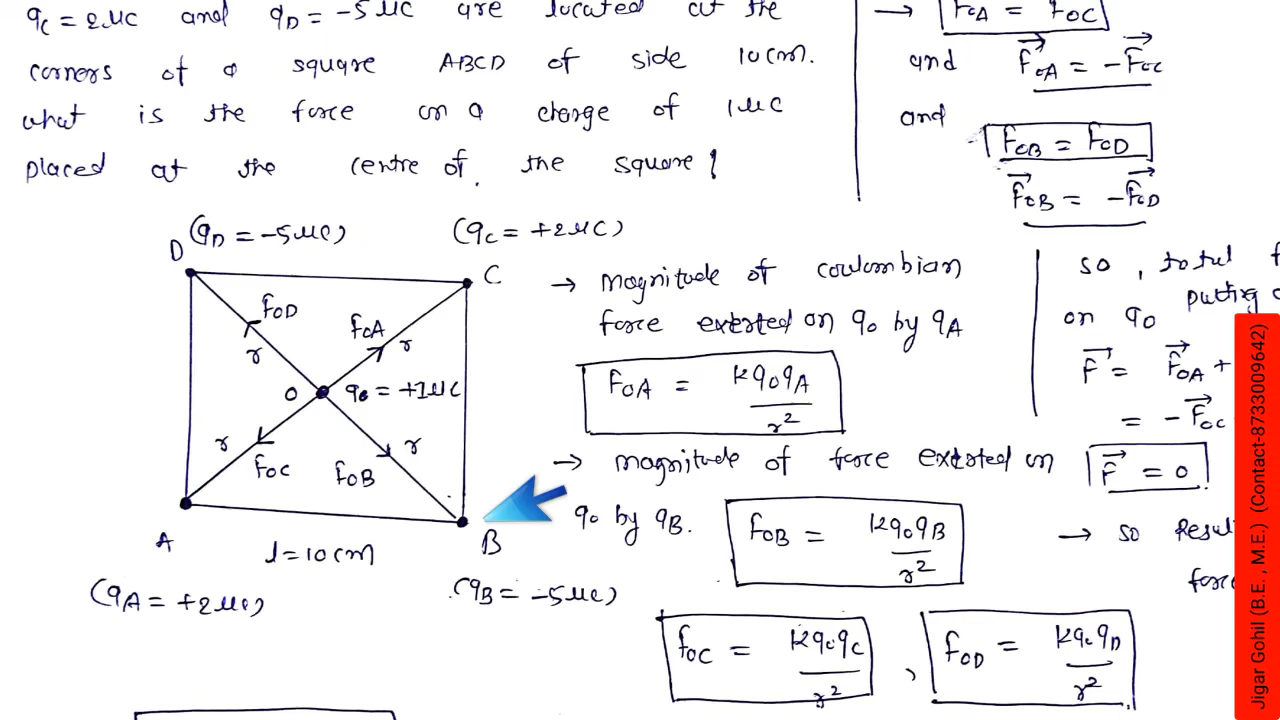 qC = 2μC and qD = -5μC are located at the
corners of a square ABCD of side 10cm.
what is the force on a charge of 1μC
placed at the centre of the square?
→ FOA = FOC
and FOA = -FOC
and
FOB = FOD
FOB = -FOD
D (qD = -5μC)
(qC = +2μC)
C
FOD
r
FOA
r
O q0 = +1μC
r
FOC
FOB
r
A
l = 10cm
B
(qA = +2μC)
(qB = -5μC)
→ magnitude of coulombian
force exerted on q0 by qA
FOA = kq0qA / r²
→ magnitude of force exerted on
q0 by qB. FOB = kq0qB / r²
FOC = kq0qC / r² , FOD = kq0qD / r²
so, total
putting
on q0
F = FOA +
= -FOC
F = 0
→ so
Jigar Gohil (B.E. , M.E.) (Contact-8733009642)